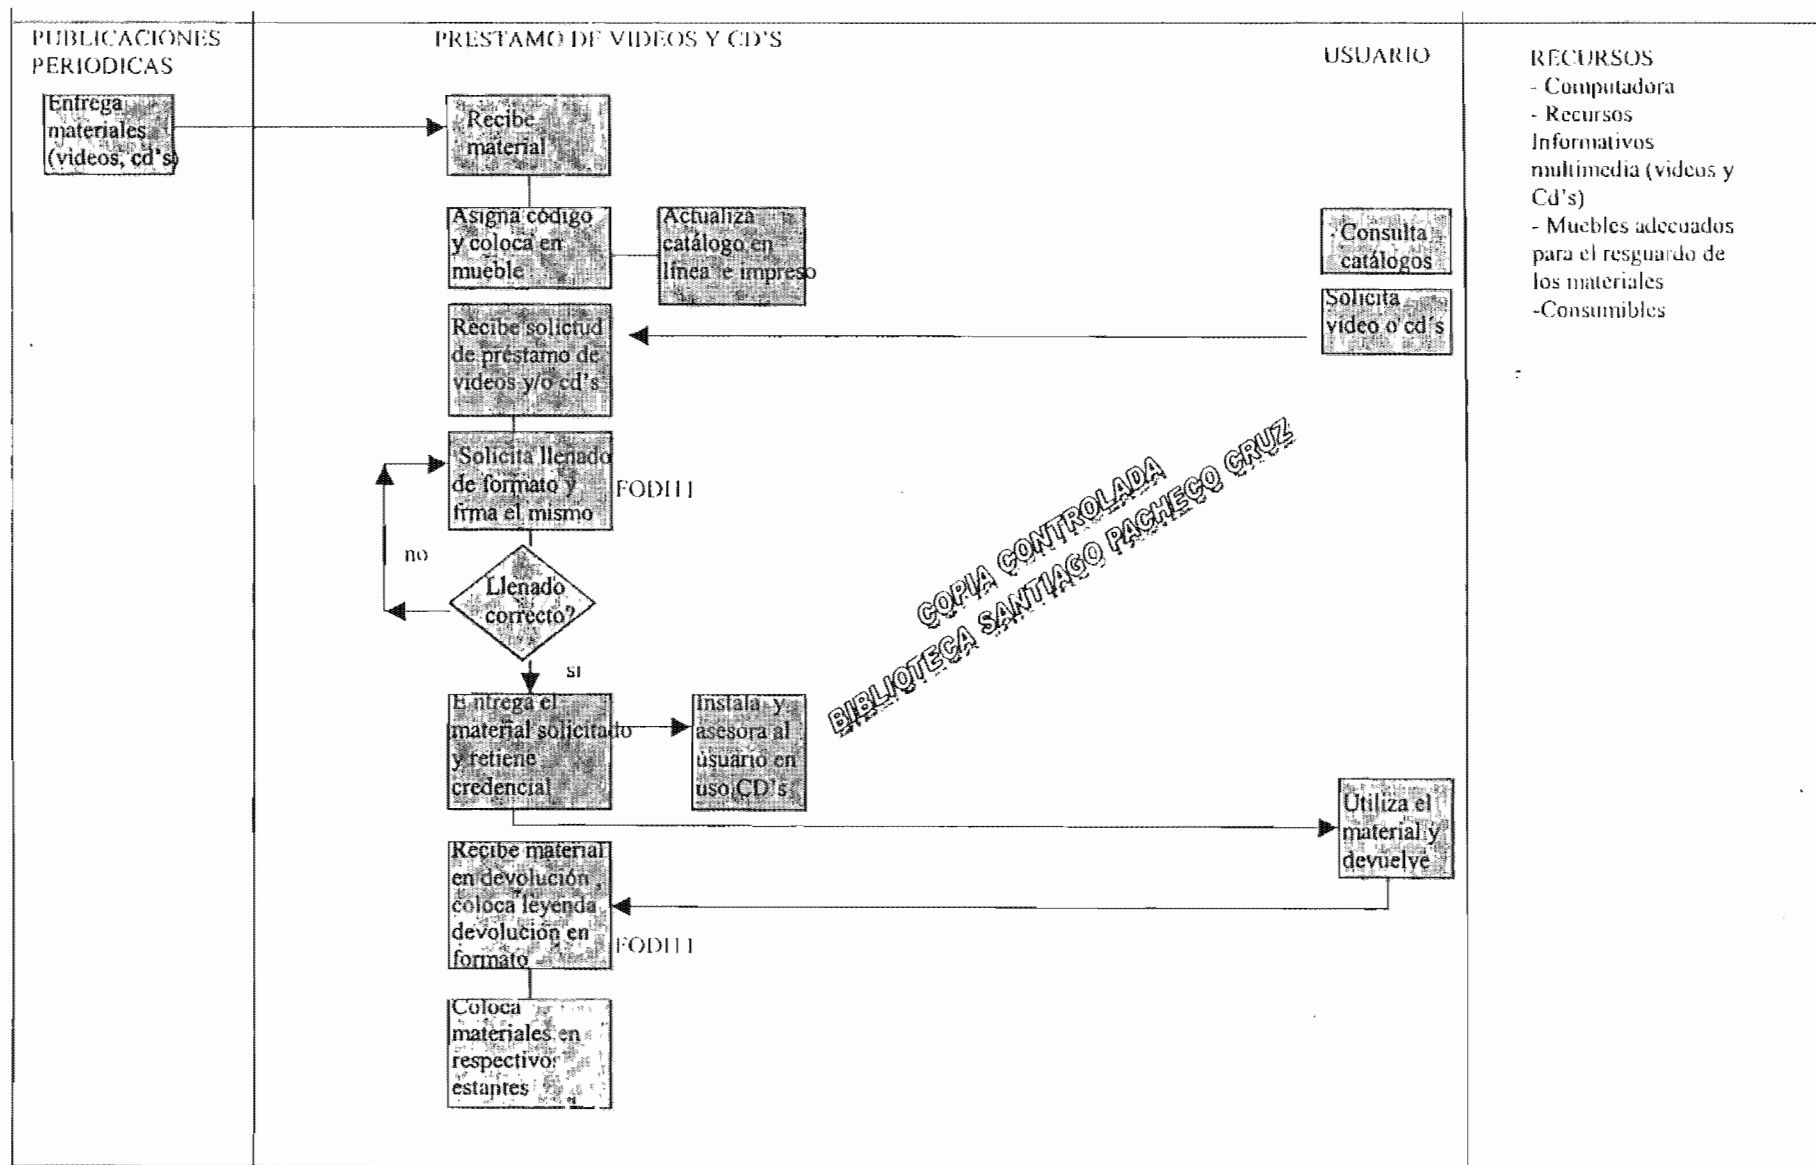 PUBLICACIONES
PERIODICAS
PRESTAMO DE VIDEOS Y CD'S
USUARIO
RECURSOS
- Computadora
- Recursos
Informativos
multimedia (videos y
Cd's)
- Muebles adecuados
para el resguardo de
los materiales
-Consumibles
Entrega
materiales
(videos, cd's)
Recibe
material
Asigna código
y coloca en
mueble
Actualiza
catálogo en
línea e impreso
Consulta
catálogos
Solicita
video o cd's
Recibe solictud
de préstamo de
videos y/o cd's
Solicita llenado
de formato y
firma el mismo
FODI11
no
Llenado
correcto?
si
Entrega el
material solicitado
y retiene
credencial
Instala y
asesora al
usuario en
uso CD's
COPIA CONTROLADA
BIBLIOTECA SANTIAGO PACHECO CRUZ
Utiliza el
material y
devuelve
Recibe material
en devolución ,
coloca leyenda
devolución en
formato
FODI11
Coloca
materiales en
respectivos
estantes